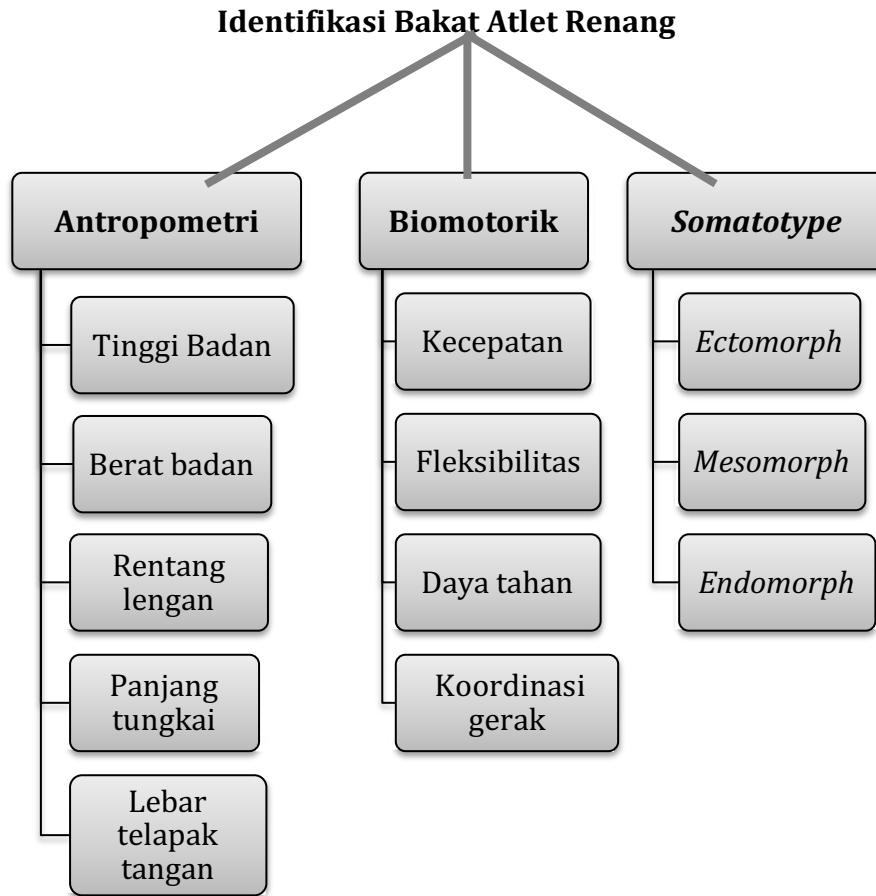 Identifikasi Bakat Atlet Renang
Antropometri
Tinggi Badan
Berat badan
Rentang
lengan
Panjang
tungkai
Lebar
telapak
tangan
Biomotorik
Kecepatan
Fleksibilitas
Daya tahan
Koordinasi
gerak
Somatotype
Ectomorph
Mesomorph
Endomorph